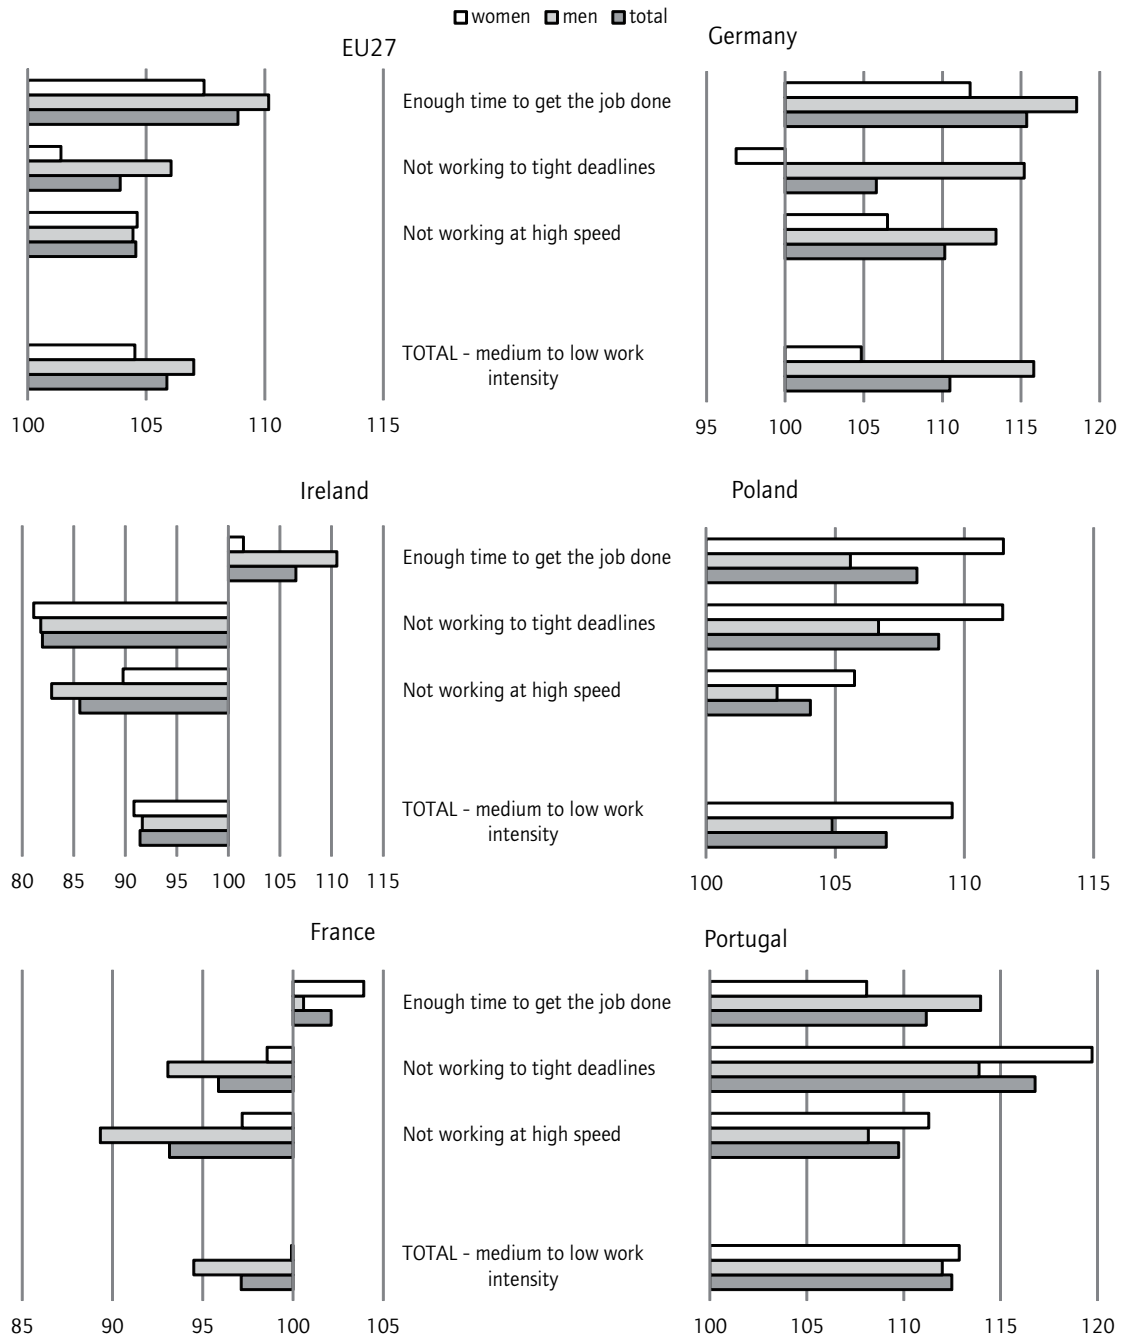 women men total
EU27
Germany
Enough time to get the job done
Not working to tight deadlines
Not working at high speed
TOTAL - medium to low work
intensity
100 105 110 115
95 100 105 110 115 120
Ireland
Poland
Enough time to get the job done
Not working to tight deadlines
Not working at high speed
TOTAL - medium to low work
intensity
80 85 90 95 100 105 110 115
100 105 110 115
France
Portugal
Enough time to get the job done
Not working to tight deadlines
Not working at high speed
TOTAL - medium to low work
intensity
85 90 95 100 105
100 105 110 115 120